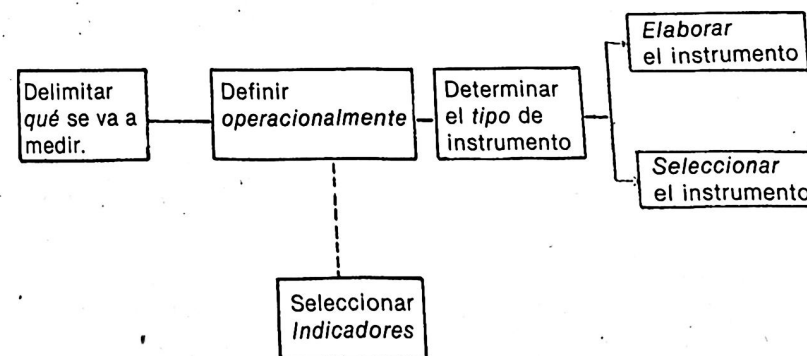 Delimitar
qué se va a
medir.
Definir
operacionalmente
Determinar
el tipo de
instrumento
Elaborar
el instrumento
Seleccionar
el instrumento
Seleccionar
Indicadores